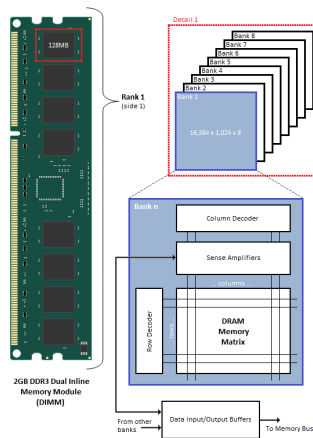 128MB
Rank 1
(side 1)
2GB DDR3 Dual Inline
Memory Module
(DIMM)
Detail 1
Bank 8
Bank 7
Bank 6
Bank 5
Bank 4
Bank 3
Bank 2
Bank 1
16,384 x 1,024 x 8
Bank n
Column Decoder
Sense Amplifiers
... columns ...
Row Decoder
... rows ...
DRAM
Memory
Matrix
Data Input/Output Buffers
From other
banks
To Memory Bus